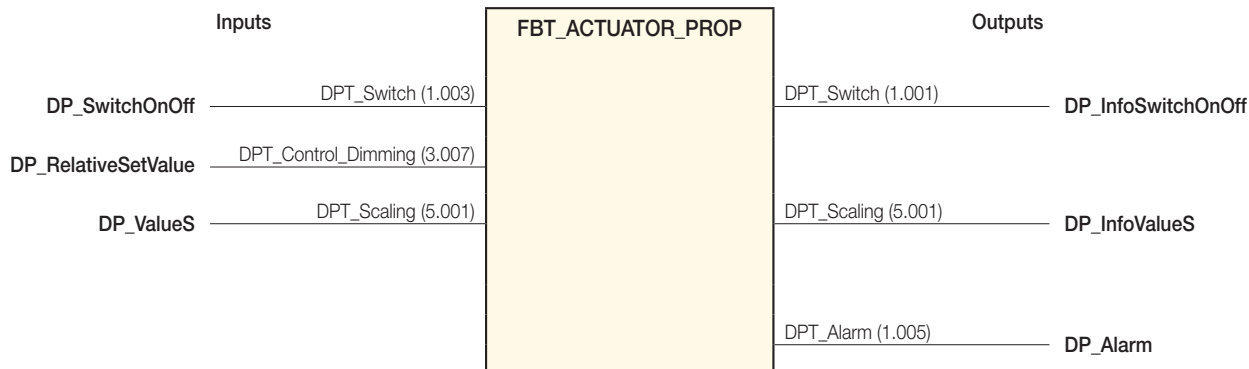 Inputs
FBT_ACTUATOR_PROP
Outputs
DP_SwitchOnOff
DPT_Switch (1.003)
DPT_Switch (1.001)
DP_InfoSwitchOnOff
DP_RelativeSetValue
DPT_Control_Dimming (3.007)
DP_ValueS
DPT_Scaling (5.001)
DPT_Scaling (5.001)
DP_InfoValueS
DPT_Alarm (1.005)
DP_Alarm